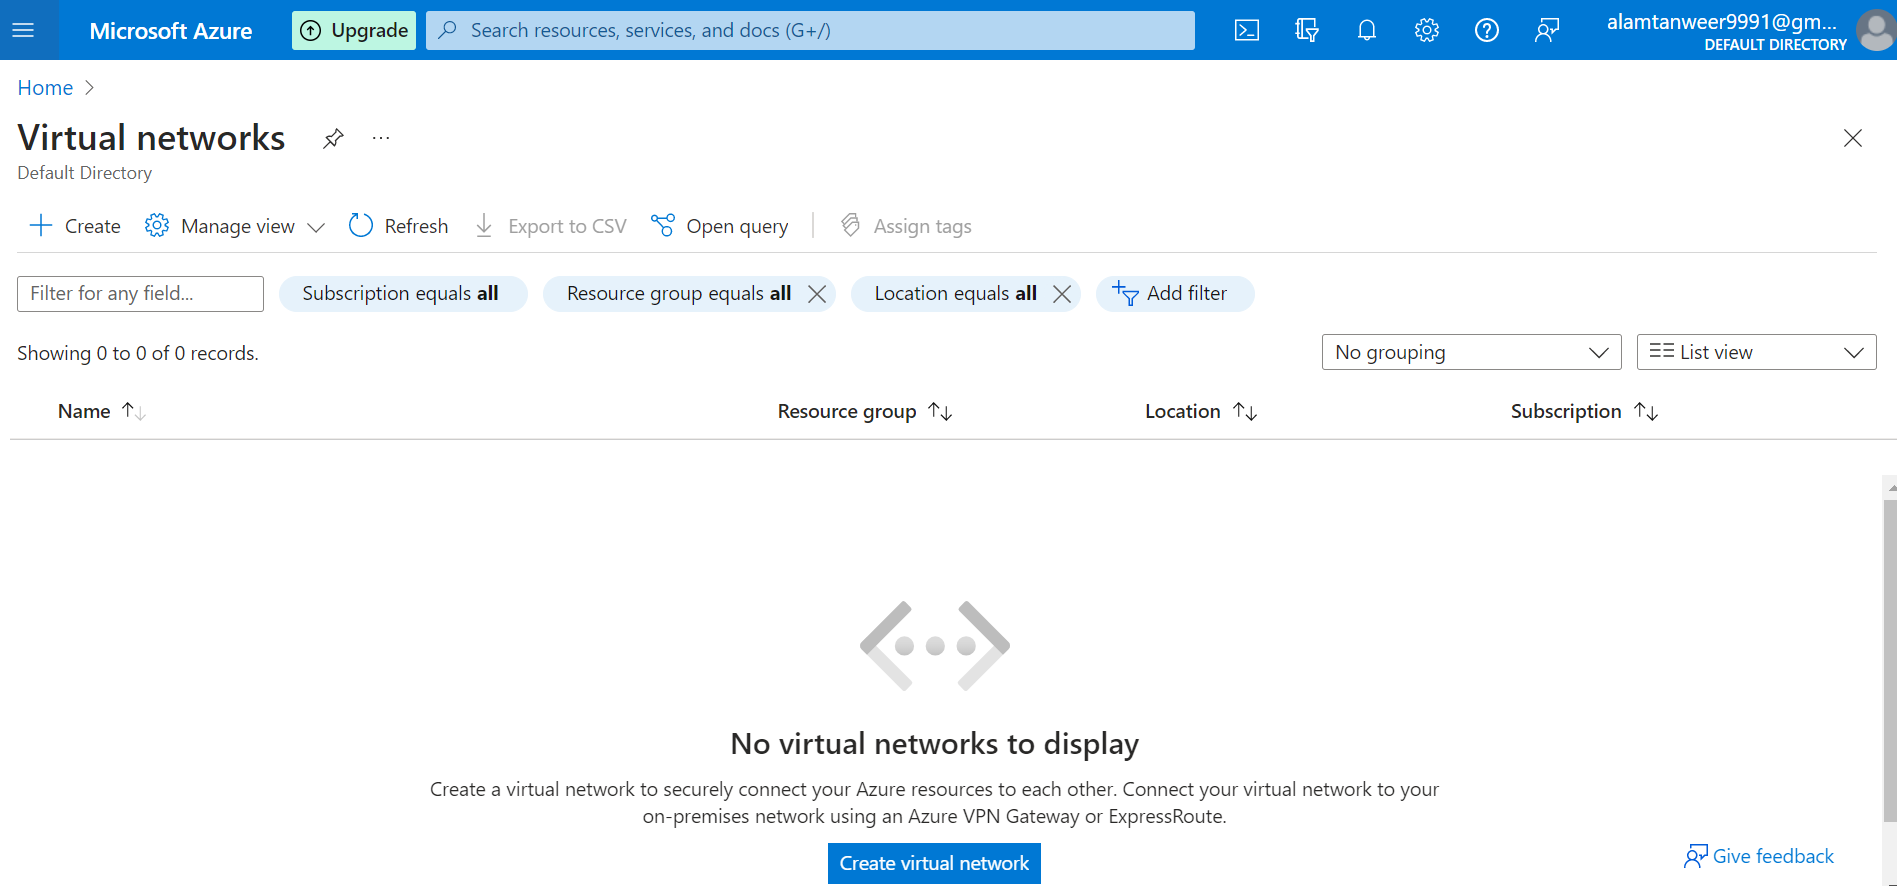 Microsoft Azure
Upgrade
Search resources, services, and docs (G+/)
alamtanweer9991@gm...
DEFAULT DIRECTORY
Home
Virtual networks
Default Directory
Create
Manage view
Refresh
Export to CSV
Open query
Assign tags
Filter for any field...
Subscription equals all
Resource group equals all
Location equals all
Add filter
Showing 0 to 0 of 0 records.
No grouping
List view
Name
Resource group
Location
Subscription
No virtual networks to display
Create a virtual network to securely connect your Azure resources to each other. Connect your virtual network to your
on-premises network using an Azure VPN Gateway or ExpressRoute.
Create virtual network
Give feedback